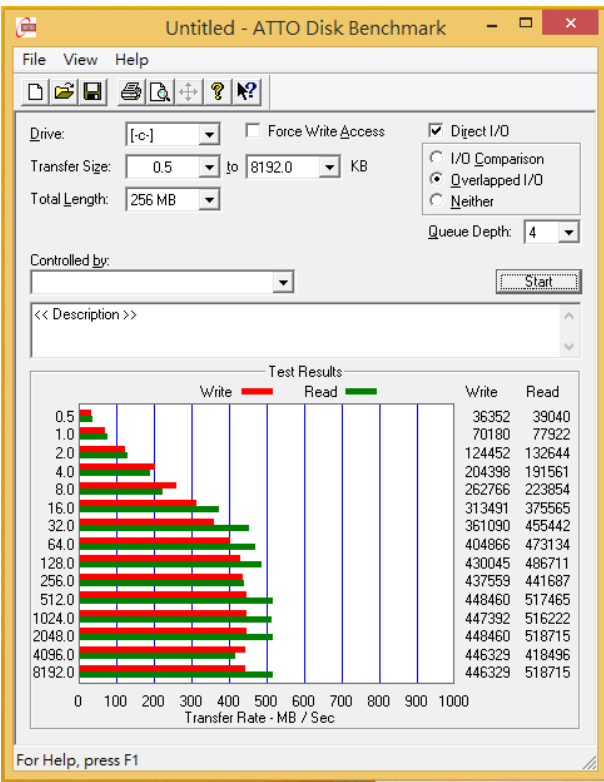 Untitled - ATTO Disk Benchmark
File View Help
Drive: [-c-] Force Write Access Direct I/O
Transfer Size: 0.5 to 8192.0 KB I/O Comparison
Overlapped I/O
Total Length: 256 MB Neither
Queue Depth: 4
Controlled by:
Start
<< Description >>
Test Results
Write Read Write Read
0.5 36352 39040
1.0 70180 77922
2.0 124452 132644
4.0 204398 191561
8.0 262766 223854
16.0 313491 375565
32.0 361090 455442
64.0 404866 473134
128.0 430045 486711
256.0 437559 441687
512.0 448460 517465
1024.0 447392 516222
2048.0 448460 518715
4096.0 446329 418496
8192.0 446329 518715
0 100 200 300 400 500 600 700 800 900 1000
Transfer Rate - MB / Sec
For Help, press F1